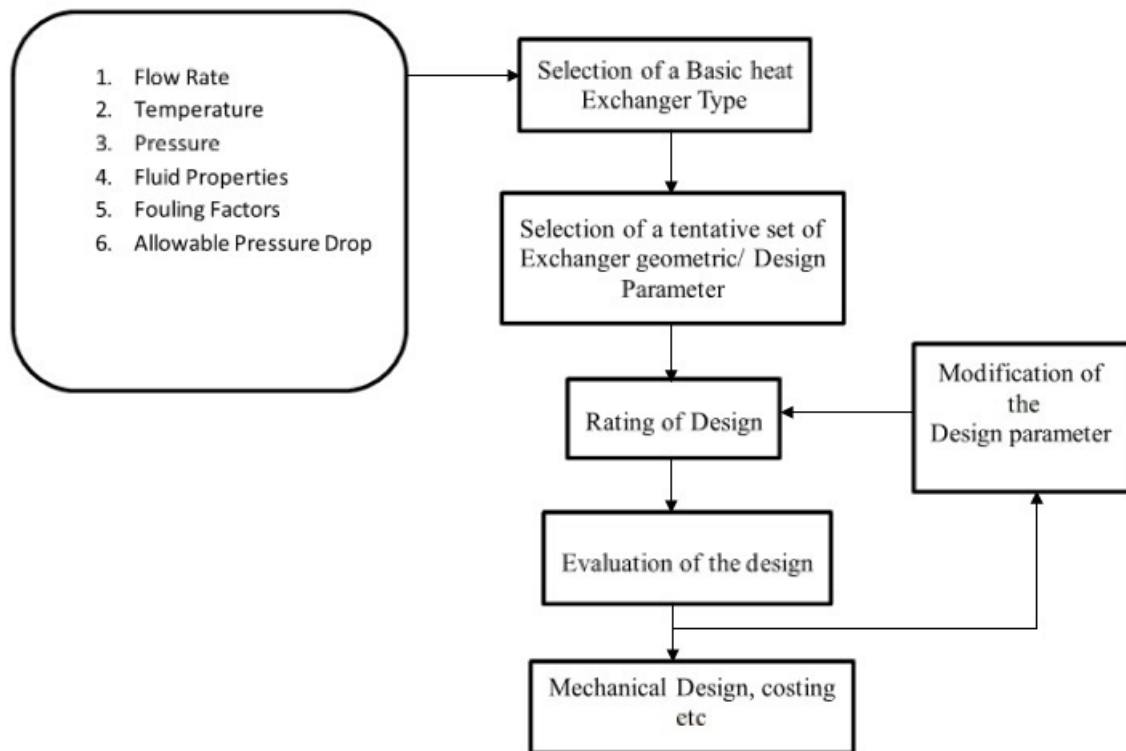 1. Flow Rate
2. Temperature
3. Pressure
4. Fluid Properties
5. Fouling Factors
6. Allowable Pressure Drop
Selection of a Basic heat
Exchanger Type
Selection of a tentative set of
Exchanger geometric/ Design
Parameter
Rating of Design
Modification of
the
Design parameter
Evaluation of the design
Mechanical Design, costing
etc